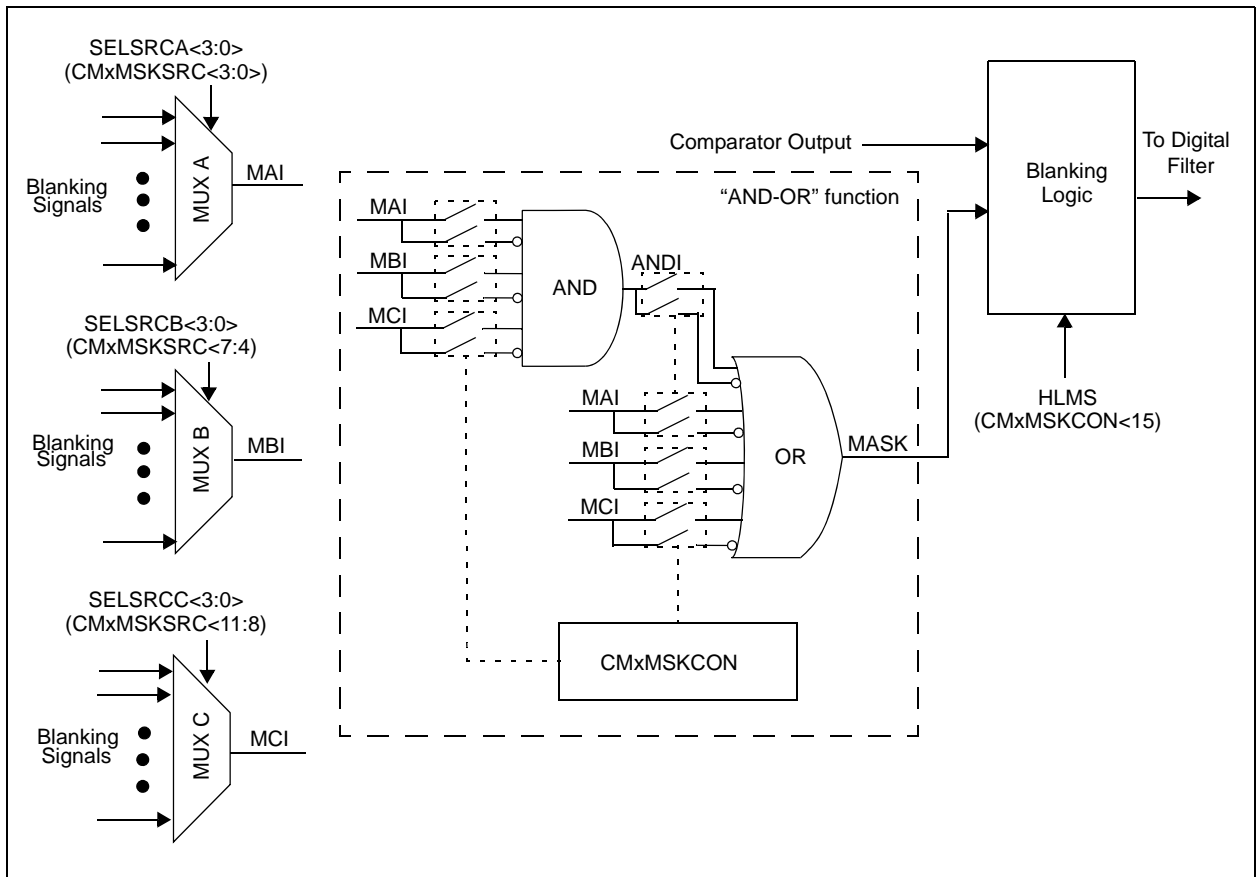 SELSRCA<3:0>
(CMxMSKSRC<3:0>)
Blanking
Signals
MUX A
MAI
SELSRCB<3:0>
(CMxMSKSRC<7:4)
Blanking
Signals
MUX B
MBI
SELSRCC<3:0>
(CMxMSKSRC<11:8)
Blanking
Signals
MUX C
MCI
“AND-OR” function
MAI
MBI
MCI
AND
ANDI
MAI
MBI
MCI
OR
MASK
CMxMSKCON
Comparator Output
Blanking
Logic
To Digital
Filter
HLMS
(CMxMSKCON<15)